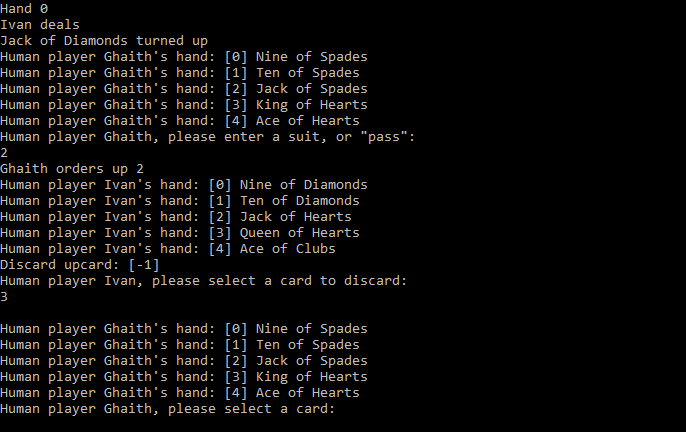 Hand 0
Ivan deals
Jack of Diamonds turned up
Human player Ghaith's hand: [0] Nine of Spades
Human player Ghaith's hand: [1] Ten of Spades
Human player Ghaith's hand: [2] Jack of Spades
Human player Ghaith's hand: [3] King of Hearts
Human player Ghaith's hand: [4] Ace of Hearts
Human player Ghaith, please enter a suit, or "pass":
2
Ghaith orders up 2
Human player Ivan's hand: [0] Nine of Diamonds
Human player Ivan's hand: [1] Ten of Diamonds
Human player Ivan's hand: [2] Jack of Hearts
Human player Ivan's hand: [3] Queen of Hearts
Human player Ivan's hand: [4] Ace of Clubs
Discard upcard: [-1]
Human player Ivan, please select a card to discard:
3
Human player Ghaith's hand: [0] Nine of Spades
Human player Ghaith's hand: [1] Ten of Spades
Human player Ghaith's hand: [2] Jack of Spades
Human player Ghaith's hand: [3] King of Hearts
Human player Ghaith's hand: [4] Ace of Hearts
Human player Ghaith, please select a card: